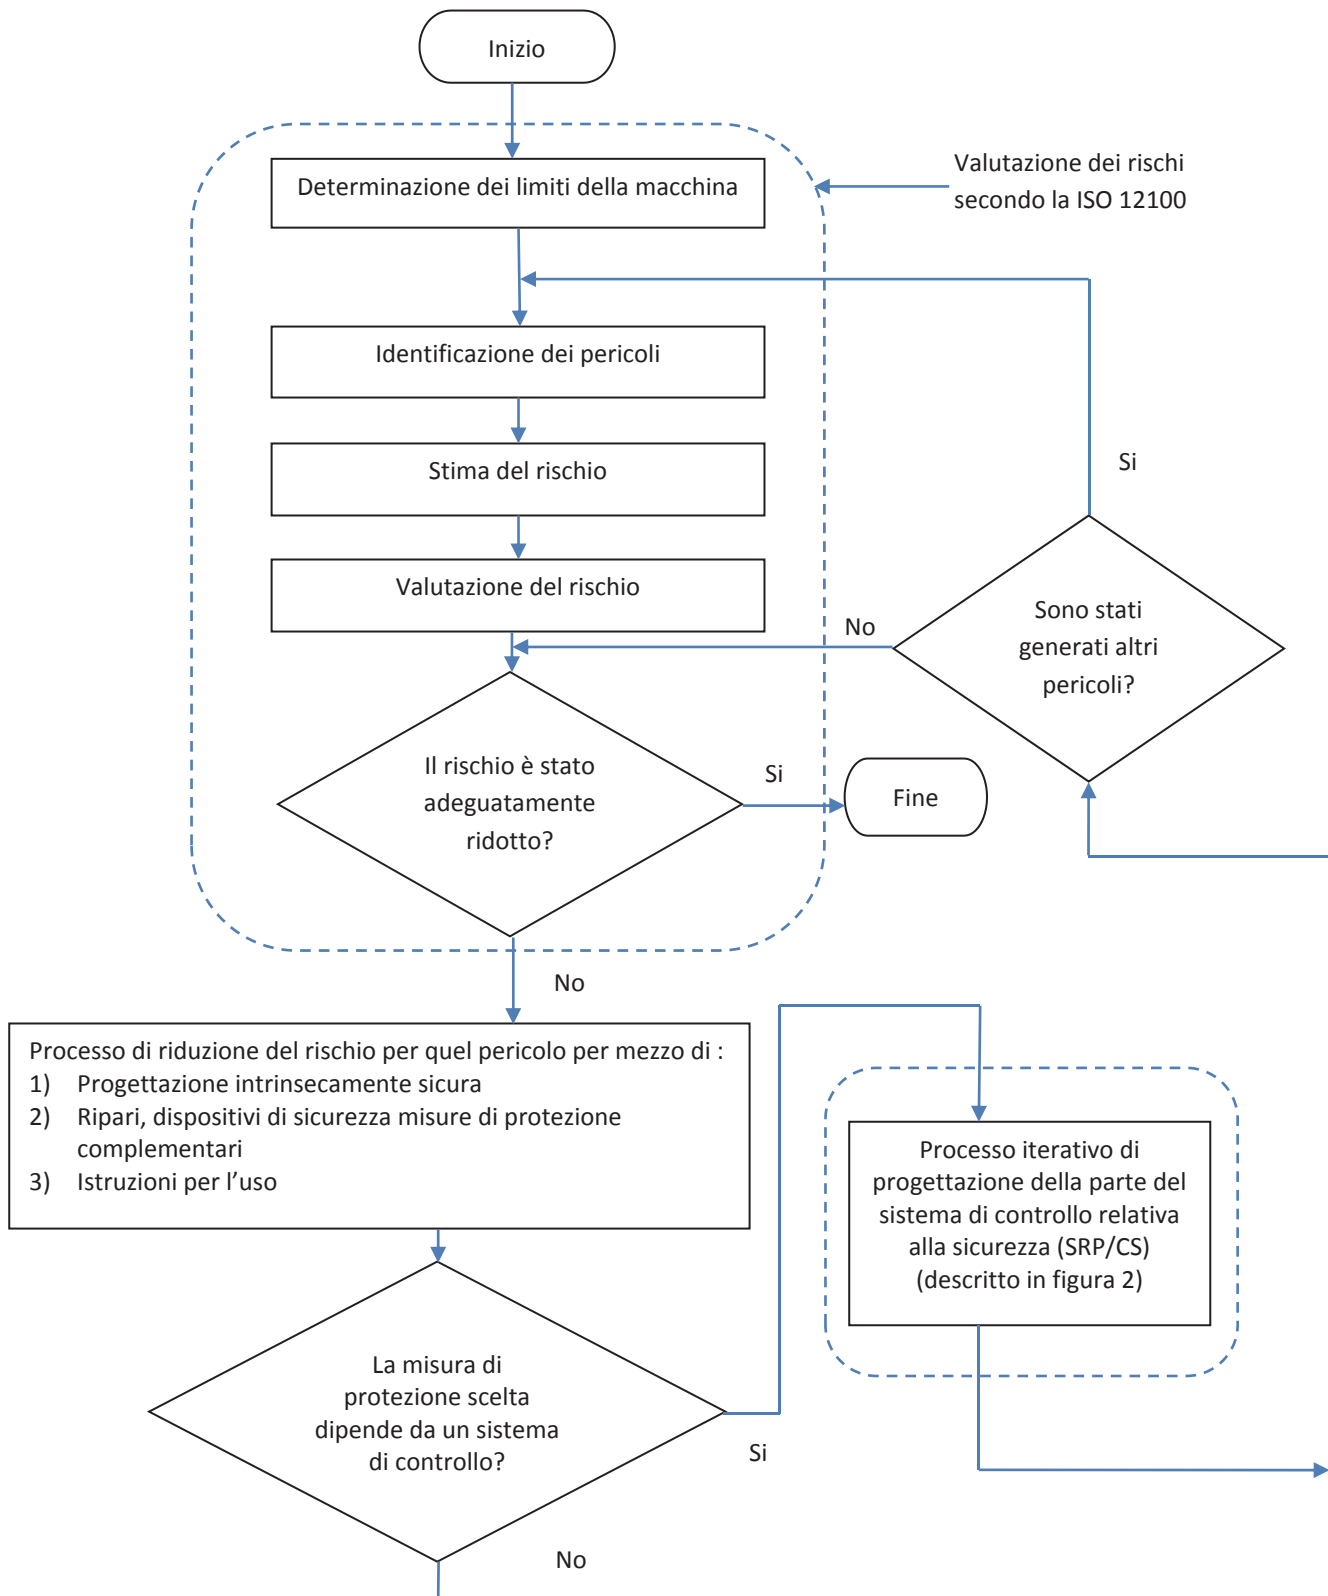 Inizio
Determinazione dei limiti della macchina
Valutazione dei rischi
secondo la ISO 12100
Identificazione dei pericoli
Stima del rischio
Si
Valutazione del rischio
No
Sono stati
generati altri
pericoli?
Il rischio è stato
adeguatamente
ridotto?
Si
Fine
No
Processo di riduzione del rischio per quel pericolo per mezzo di :
1) Progettazione intrinsecamente sicura
2) Ripari, dispositivi di sicurezza misure di protezione
complementari
3) Istruzioni per l’uso
Processo iterativo di
progettazione della parte del
sistema di controllo relativa
alla sicurezza (SRP/CS)
(descritto in figura 2)
La misura di
protezione scelta
dipende da un sistema
di controllo?
Si
No